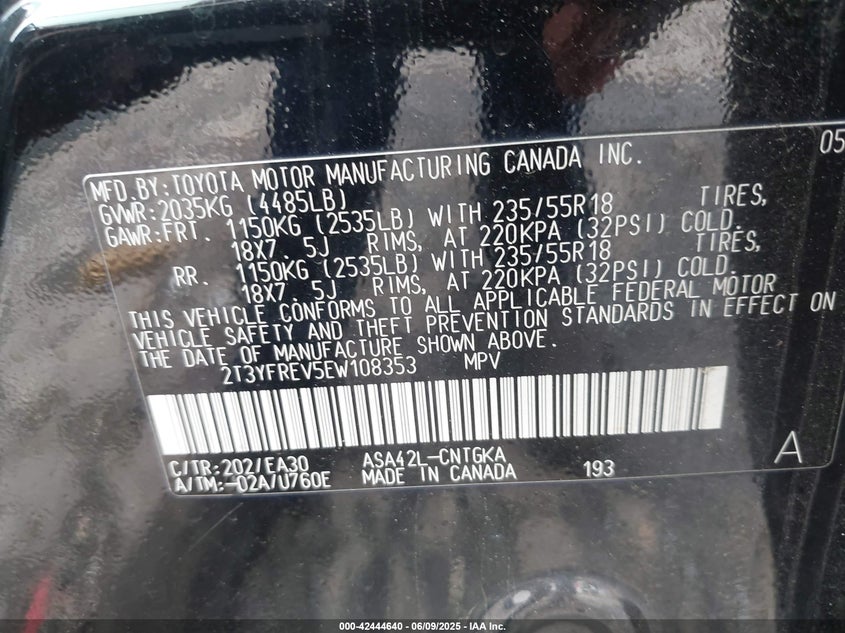 MFD.BY:TOYOTA MOTOR MANUFACTURING CANADA INC. 05
GVWR:2035KG (4485LB)
GAWR:FRT. 1150KG (2535LB) WITH 235/55R18 TIRES,
18X7.5J RIMS, AT 220KPA (32PSI) COLD.
RR. 1150KG (2535LB) WITH 235/55R18 TIRES,
18X7.5J RIMS, AT 220KPA (32PSI) COLD.
THIS VEHICLE CONFORMS TO ALL APPLICABLE FEDERAL MOTOR
VEHICLE SAFETY AND THEFT PREVENTION STANDARDS IN EFFECT ON
THE DATE OF MANUFACTURE SHOWN ABOVE.
2T3YFREV5EW108353 MPV
C/TR:202/EA30 ASA42L-CNTGKA A
A/TM:-02A/U760E MADE IN CANADA 193
000-42444640 - 06/09/2025 - IAA Inc.